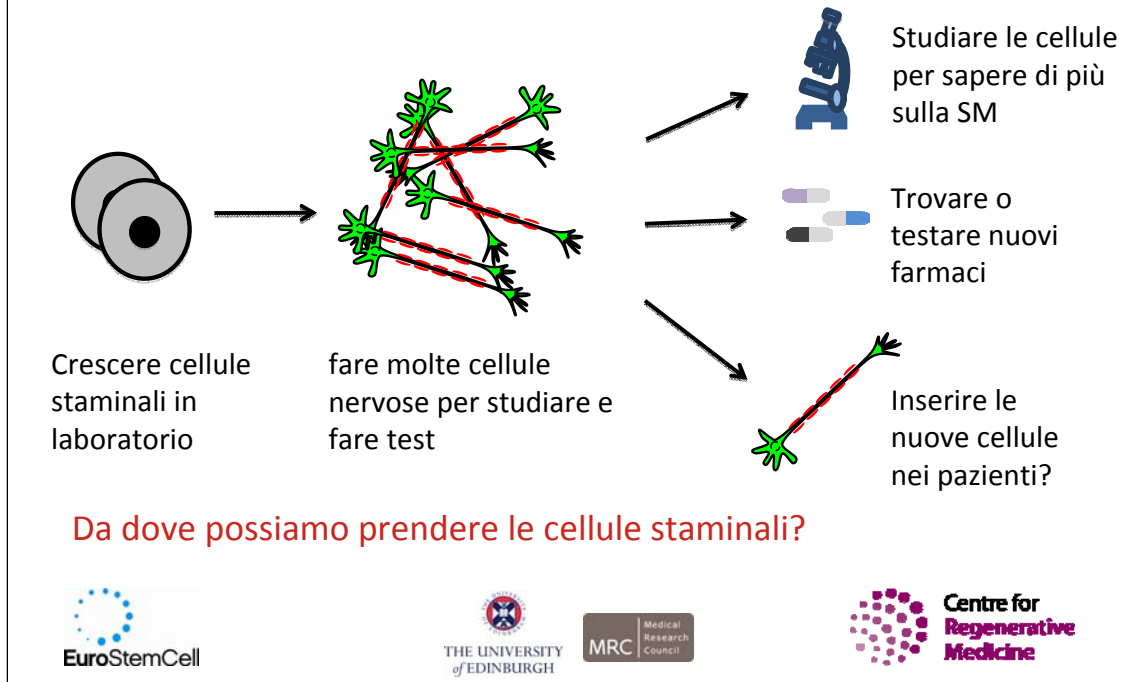 Studiare le cellule
per sapere di più
sulla SM
Trovare o
testare nuovi
farmaci
Crescere cellule
staminali in
laboratorio
fare molte cellule
nervose per studiare e
fare test
Inserire le
nuove cellule
nei pazienti?
Da dove possiamo prendere le cellule staminali?
EuroStemCell
THE UNIVERSITY
of EDINBURGH
MRC
Medical
Research
Council
Centre for
Regenerative
Medicine